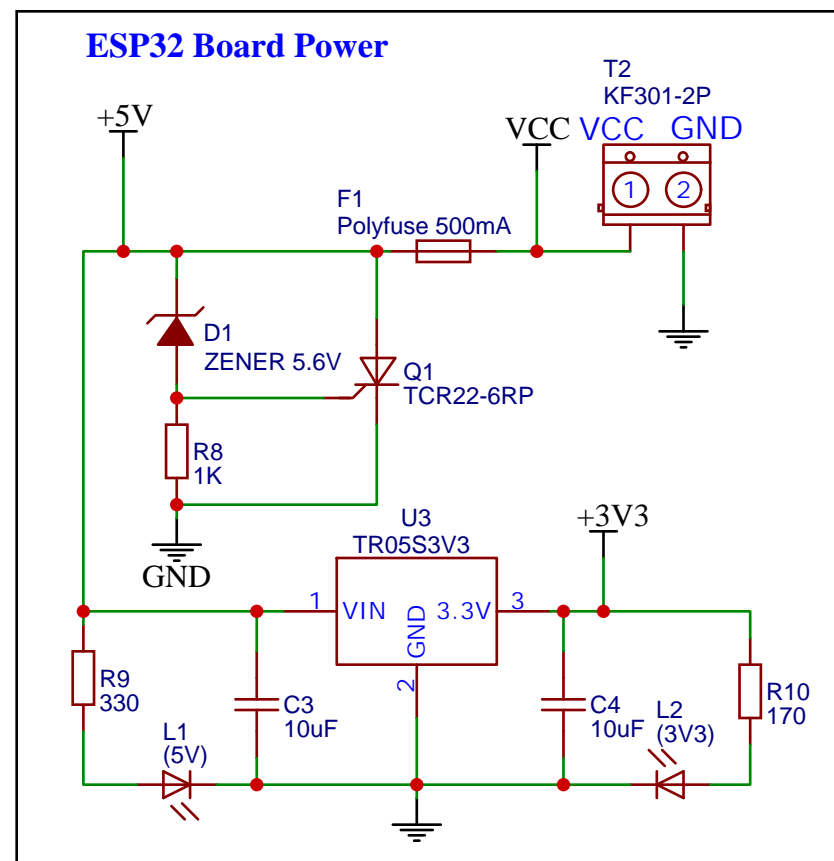 ESP32 Board Power
T2
KF301-2P
+5V
VCC
VCC GND
1 2
F1
Polyfuse 500mA
D1
ZENER 5.6V
Q1
TCR22-6RP
R8
1K
GND
U3
TR05S3V3
+3V3
1
VIN
GND
3.3V
3
2
R9
330
C3
10uF
C4
10uF
R10
170
L1
(5V)
L2
(3V3)